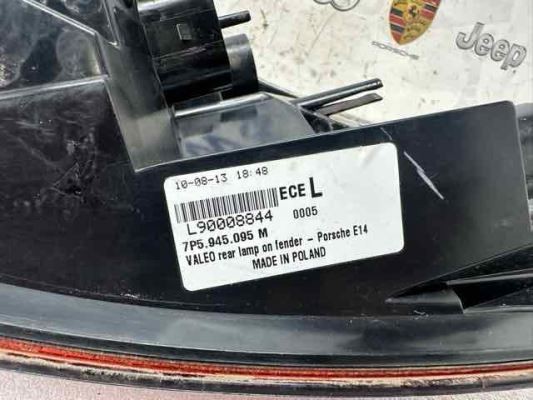 PORSCHE
Jeep
10-08-13 18:48
ECE L
L90008844 0005
7P5.945.095 M
VALEO rear lamp on fender - Porsche E14
MADE IN POLAND